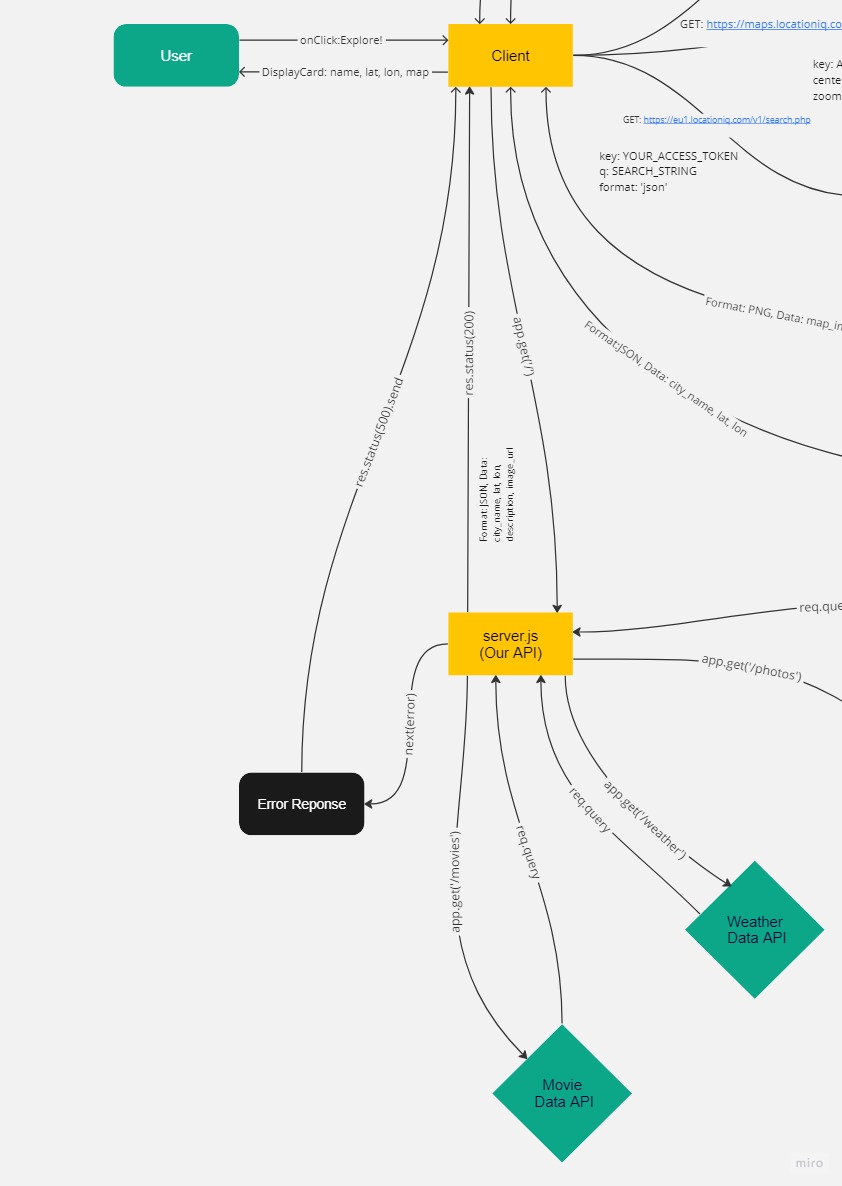 GET: https://maps.locationiq.co
User
onClick:Explore!
Client
DisplayCard: name, lat, lon, map
key: A
cente
zoom
GET: https://eu1.locationiq.com/v1/search.php
key: YOUR_ACCESS_TOKEN
q: SEARCH_STRING
format: 'json'
Format: PNG, Data: map_im
res.status(200)
app.get('/')
Format:JSON, Data: city_name, lat, lon
res.status(500).send
Format: JSON, Data:
city_name, lat, lon,
description, image_url
req.que
server.js
(Our API)
app.get('/photos')
next(error)
Error Reponse
app.get('/weather')
req.query
app.get('/movies')
req.query
Weather
Data API
Movie
Data API
miro